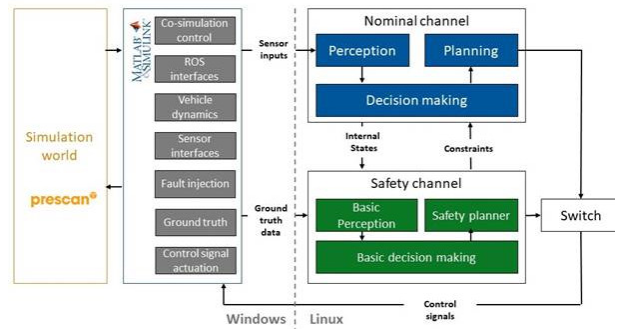 Simulation
world
prescan
MATLAB
&SIMULINK
Co-simulation
control
ROS
interfaces
Vehicle
dynamics
Sensor
interfaces
Fault injection
Ground truth
Control signal
actuation
Sensor
inputs
Ground
truth
data
Nominal channel
Perception
Planning
Decision making
Internal
States
Constraints
Safety channel
Basic
Perception
Safety planner
Basic decision making
Switch
Control
signals
Windows
Linux